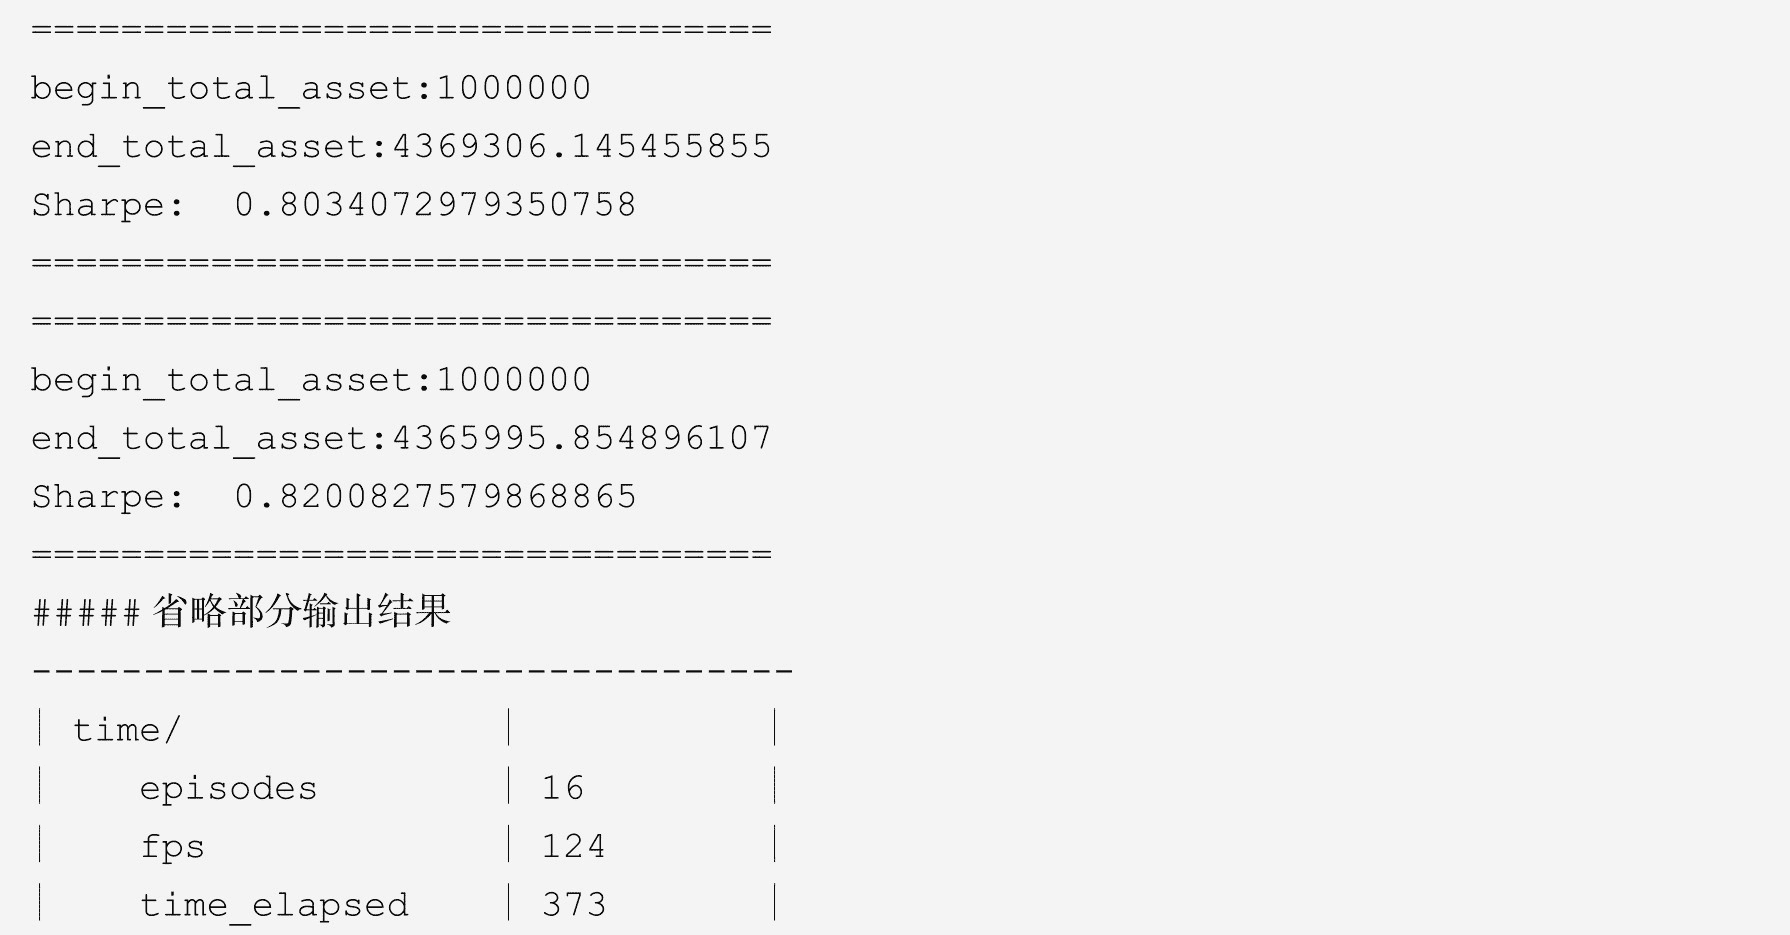 =================================
begin_total_asset:1000000
end_total_asset:4369306.145455855
Sharpe:  0.8034072979350758
=================================
=================================
begin_total_asset:1000000
end_total_asset:4365995.854896107
Sharpe:  0.8200827579868865
=================================
##### 省略部分输出结果
----------------------------------
| time/              |           |
|    episodes        | 16        |
|    fps             | 124       |
|    time_elapsed    | 373       |